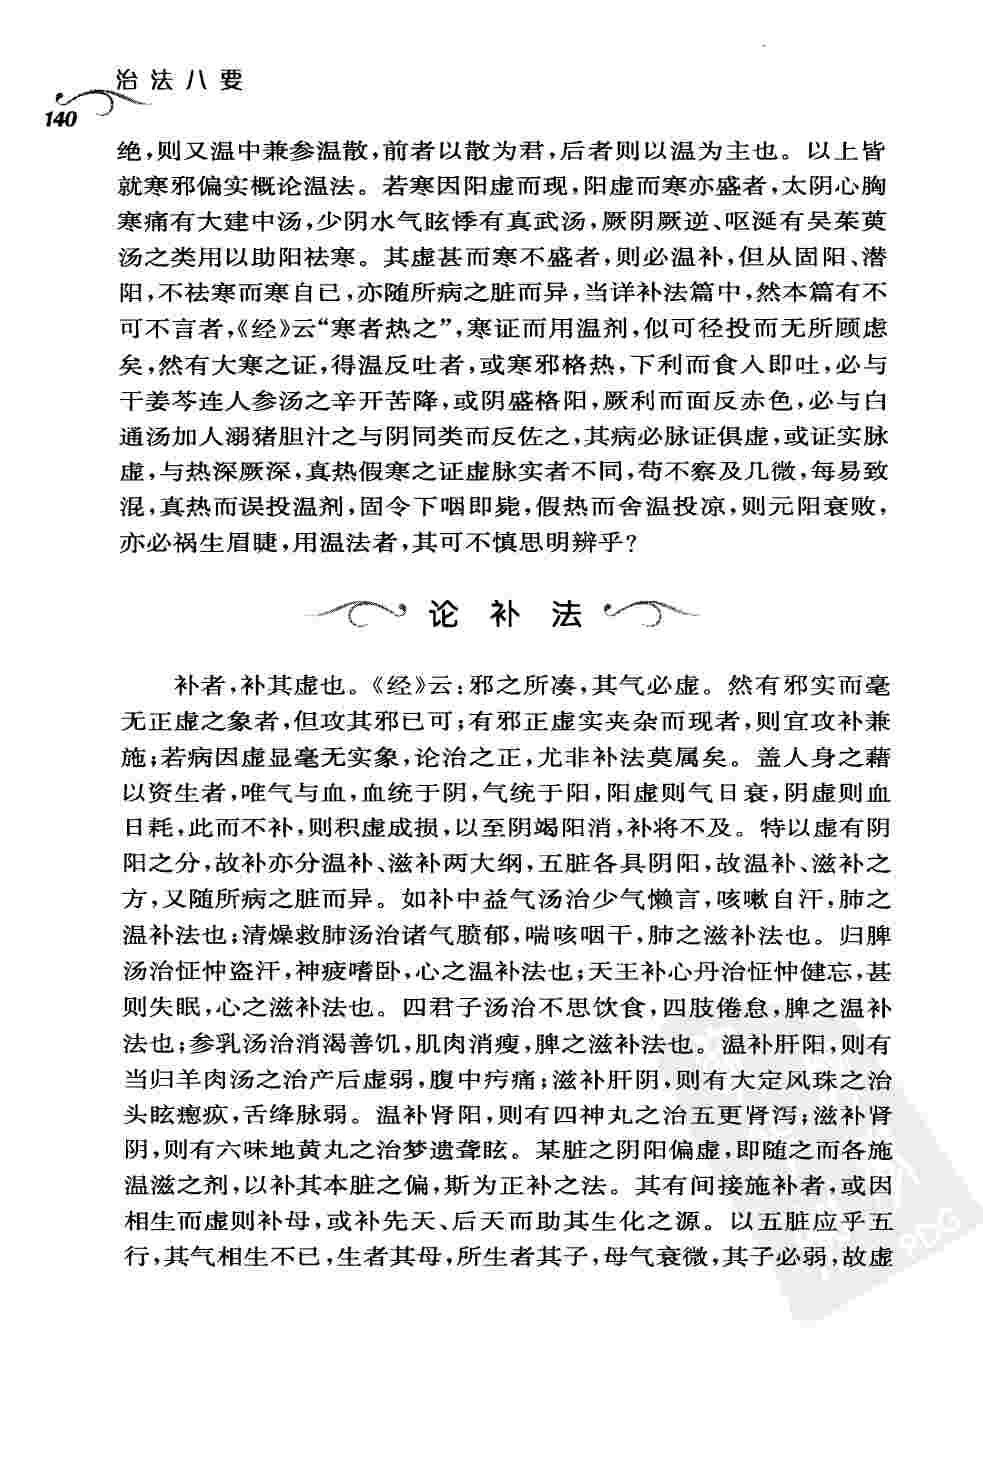 治法八要
140
绝,则又温中兼参温散,前者以散为君,后者则以温为主也。以上皆
就寒邪偏实概论温法。若寒因阳虚而现,阳虚而寒亦盛者,太阴心胸
寒痛有大建中汤,少阴水气眩悸有真武汤,厥阴厥逆、呕涎有吴茱萸
汤之类用以助阳祛寒。其虚甚而寒不盛者,则必温补,但从固阳、潜
阳,不祛寒而寒自已,亦随所病之脏而异,当详补法篇中,然本篇有不
可不言者,《经》云“寒者热之”,寒证而用温剂,似可径投而无所顾虑
矣,然有大寒之证,得温反吐者,或寒邪格热,下利而食入即吐,必与
干姜芩连人参汤之辛开苦降,或阴盛格阳,厥利而面反赤色,必与白
通汤加人溺猪胆汁之与阴同类而反佐之,其病必脉证俱虚,或证实脉
虚,与热深厥深,真热假寒之证虚脉实者不同,苟不察及几微,每易致
混,真热而误投温剂,固令下咽即毙,假热而舍温投凉,则元阳衰败,
亦必祸生眉睫,用温法者,其可不慎思明辨乎?
论补法
补者,补其虚也。《经》云:邪之所凑,其气必虚。然有邪实而毫
无正虚之象者,但攻其邪已可;有邪正虚实夹杂而现者,则宜攻补兼
施;若病因虚显毫无实象,论治之正,尤非补法莫属矣。盖人身之藉
以资生者,唯气与血,血统于阴,气统于阳,阳虚则气日衰,阴虚则血
日耗,此而不补,则积虚成损,以至阴竭阳消,补将不及。特以虚有阴
阳之分,故补亦分温补、滋补两大纲,五脏各具阴阳,故温补、滋补之
方,又随所病之脏而异。如补中益气汤治少气懒言,咳嗽自汗,肺之
温补法也;清燥救肺汤治诸气膹郁,喘咳咽干,肺之滋补法也。归脾
汤治怔忡盗汗,神疲嗜卧,心之温补法也;天王补心丹治怔忡健忘,甚
则失眠,心之滋补法也。四君子汤治不思饮食,四肢倦怠,脾之温补
法也;参乳汤治消渴善饥,肌肉消瘦,脾之滋补法也。温补肝阳,则有
当归羊肉汤之治产后虚弱,腹中㽲痛;滋补肝阴,则有大定风珠之治
头眩瘛疭,舌绛脉弱。温补肾阳,则有四神丸之治五更肾泻;滋补肾
阴,则有六味地黄丸之治梦遗聋眩。某脏之阴阳偏虚,即随之而各施
温滋之剂,以补其本脏之偏,斯为正补之法。其有间接施补者,或因
相生而虚则补母,或补先天、后天而助其生化之源。以五脏应乎五
行,其气相生不已,生者其母,所生者其子,母气衰微,其子必弱,故虚
PDG